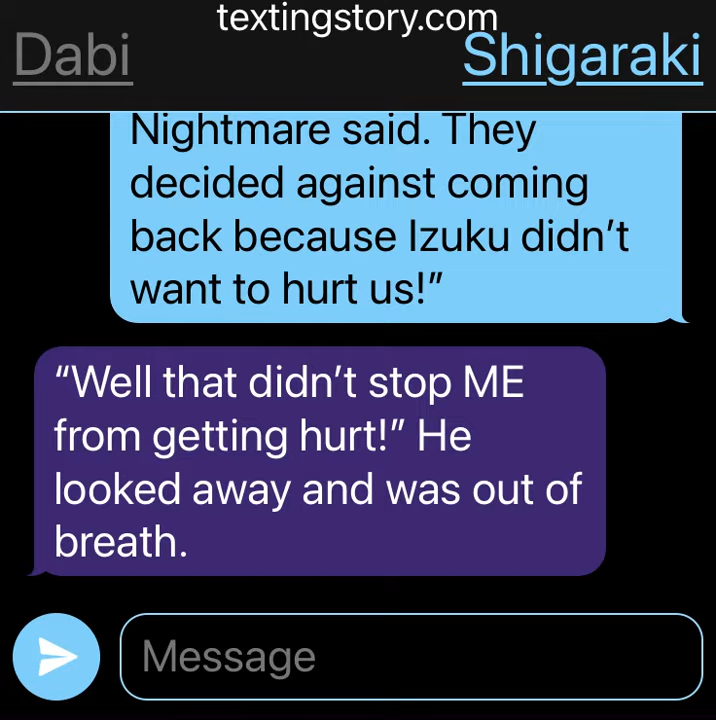 textingstory.com
Dabi
Shigaraki
Nightmare said. They
decided against coming
back because Izuku didn’t
want to hurt us!”
“Well that didn’t stop ME
from getting hurt!” He
looked away and was out of
breath.
Message